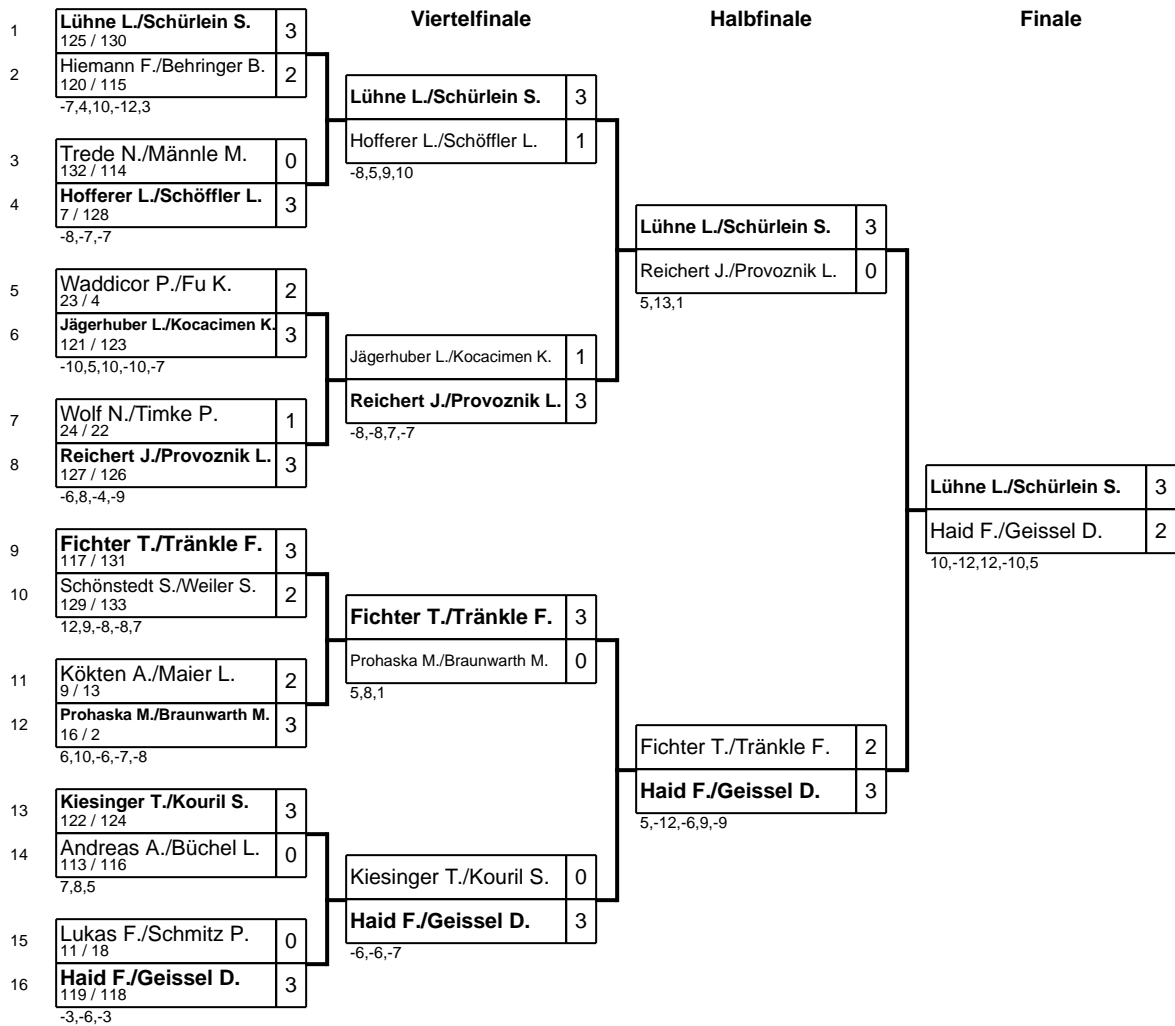 Viertelfinale
Halbfinale
Finale
1
Lühne L./Schürlein S. 3
125 / 130
2
Hiemann F./Behringer B. 2
120 / 115
-7,4,10,-12,3
3
Trede N./Männle M. 0
132 / 114
4
Hofferer L./Schöffler L. 3
7 / 128
-8,-7,-7
5
Waddicor P./Fu K. 2
23 / 4
6
Jägerhuber L./Kocacimen K. 3
121 / 123
-10,5,10,-10,-7
7
Wolf N./Timke P. 1
24 / 22
8
Reichert J./Provoznik L. 3
127 / 126
-6,8,-4,-9
9
Fichter T./Tränkle F. 3
117 / 131
10
Schönstedt S./Weiler S. 2
129 / 133
12,9,-8,-8,7
11
Kökten A./Maier L. 2
9 / 13
12
Prohaska M./Braunwarth M. 3
16 / 2
6,10,-6,-7,-8
13
Kiesinger T./Kouril S. 3
122 / 124
14
Andreas A./Büchel L. 0
113 / 116
7,8,5
15
Lukas F./Schmitz P. 0
11 / 18
16
Haid F./Geissel D. 3
119 / 118
-3,-6,-3
Lühne L./Schürlein S. 3
Hofferer L./Schöffler L. 1
-8,5,9,10
Jägerhuber L./Kocacimen K. 1
Reichert J./Provoznik L. 3
-8,-8,7,-7
Fichter T./Tränkle F. 3
Prohaska M./Braunwarth M. 0
5,8,1
Kiesinger T./Kouril S. 0
Haid F./Geissel D. 3
-6,-6,-7
Lühne L./Schürlein S. 3
Reichert J./Provoznik L. 0
5,13,1
Fichter T./Tränkle F. 2
Haid F./Geissel D. 3
5,-12,-6,9,-9
Lühne L./Schürlein S. 3
Haid F./Geissel D. 2
10,-12,12,-10,5